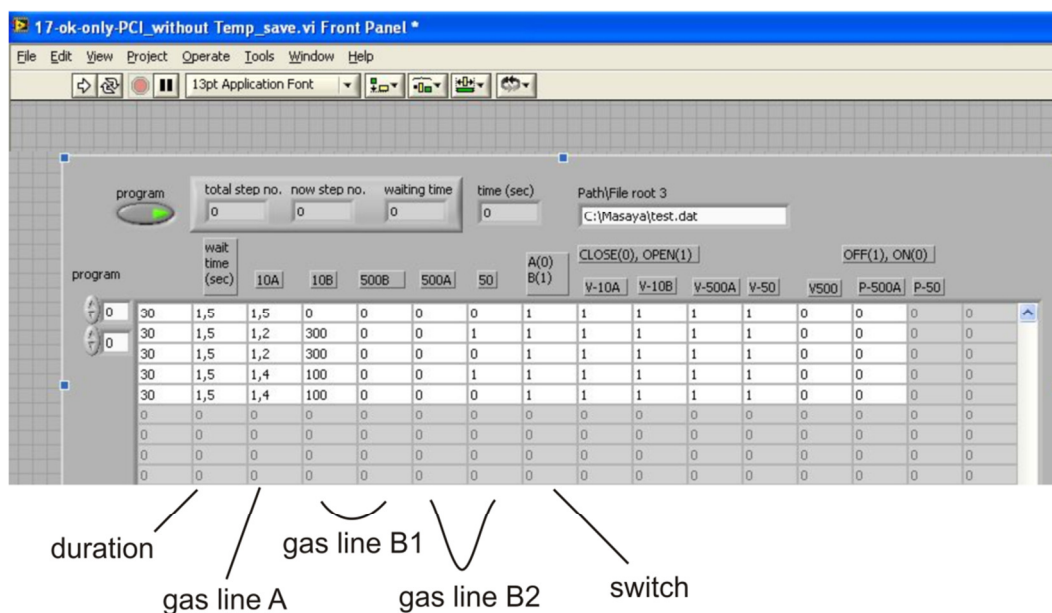 17-ok-only-PCI_without Temp_save.vi Front Panel *
File Edit View Project Operate Tools Window Help
13pt Application Font
program total step no. now step no. waiting time time (sec) Path\File root 3
0 0 0 0 C:\Masaya\test.dat
program wait time (sec) 10A 10B 500B 500A 50 A(0) B(1) CLOSE(0), OPEN(1) OFF(1), ON(0)
V-10A V-10B V-500A V-50 V500 P-500A P-50
0 30 1,5 1,5 0 0 0 0 1 1 1 1 1 0 0 0 0
0 30 1,5 1,2 300 0 0 1 1 1 1 1 1 0 0 0 0
30 1,5 1,2 300 0 0 0 1 1 1 1 1 0 0 0 0
30 1,5 1,4 100 0 0 1 1 1 1 1 1 0 0 0 0
30 1,5 1,4 100 0 0 0 1 1 1 1 1 0 0 0 0
0 0 0 0 0 0 0 0 0 0 0 0 0 0 0 0
0 0 0 0 0 0 0 0 0 0 0 0 0 0 0 0
0 0 0 0 0 0 0 0 0 0 0 0 0 0 0 0
0 0 0 0 0 0 0 0 0 0 0 0 0 0 0 0
duration gas line B1
gas line A gas line B2 switch